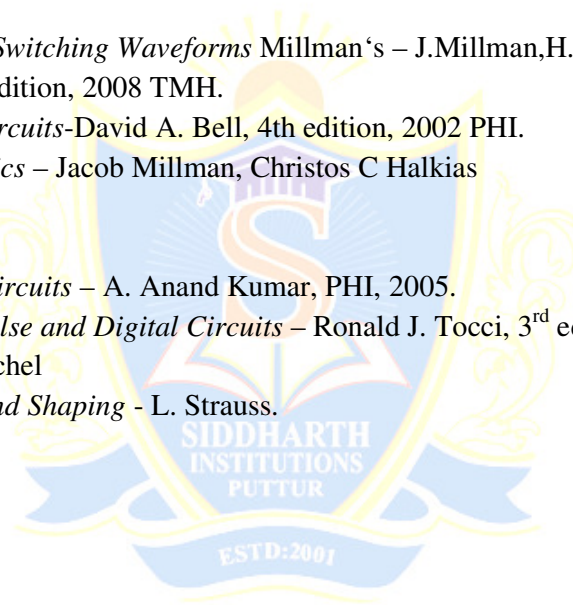 Switching Waveforms Millman‘s – J.Millman,H.
dition, 2008 TMH.
rcuits-David A. Bell, 4th edition, 2002 PHI.
ics – Jacob Millman, Christos C Halkias
ircuits – A. Anand Kumar, PHI, 2005.
ulse and Digital Circuits – Ronald J. Tocci, 3rd ed
chel
nd Shaping - L. Strauss.
SIDDHARTH
INSTITUTIONS
PUTTUR
ESTD:2001